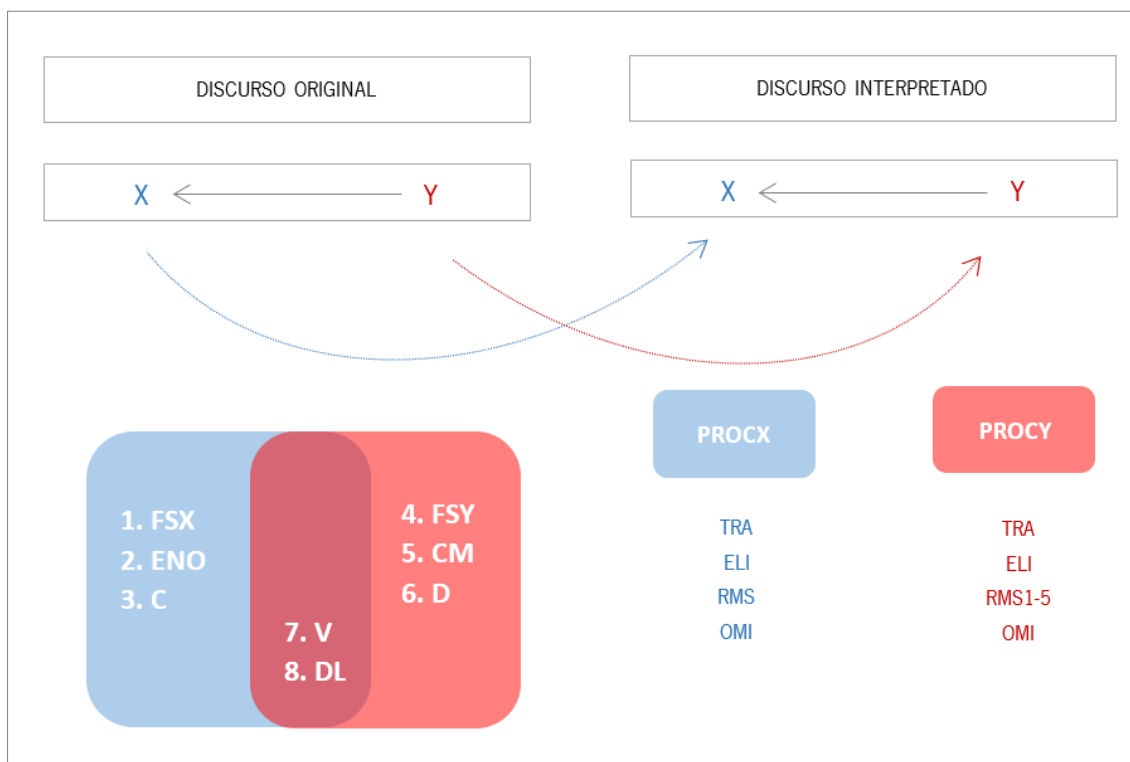 DISCURSO ORIGINAL
DISCURSO INTERPRETADO
X Y
X Y
1. FSX
2. ENO
3. C
4. FSY
5. CM
6. D
7. V
8. DL
PROCX
TRA
ELI
RMS
OMI
PROCY
TRA
ELI
RMS1-5
OMI